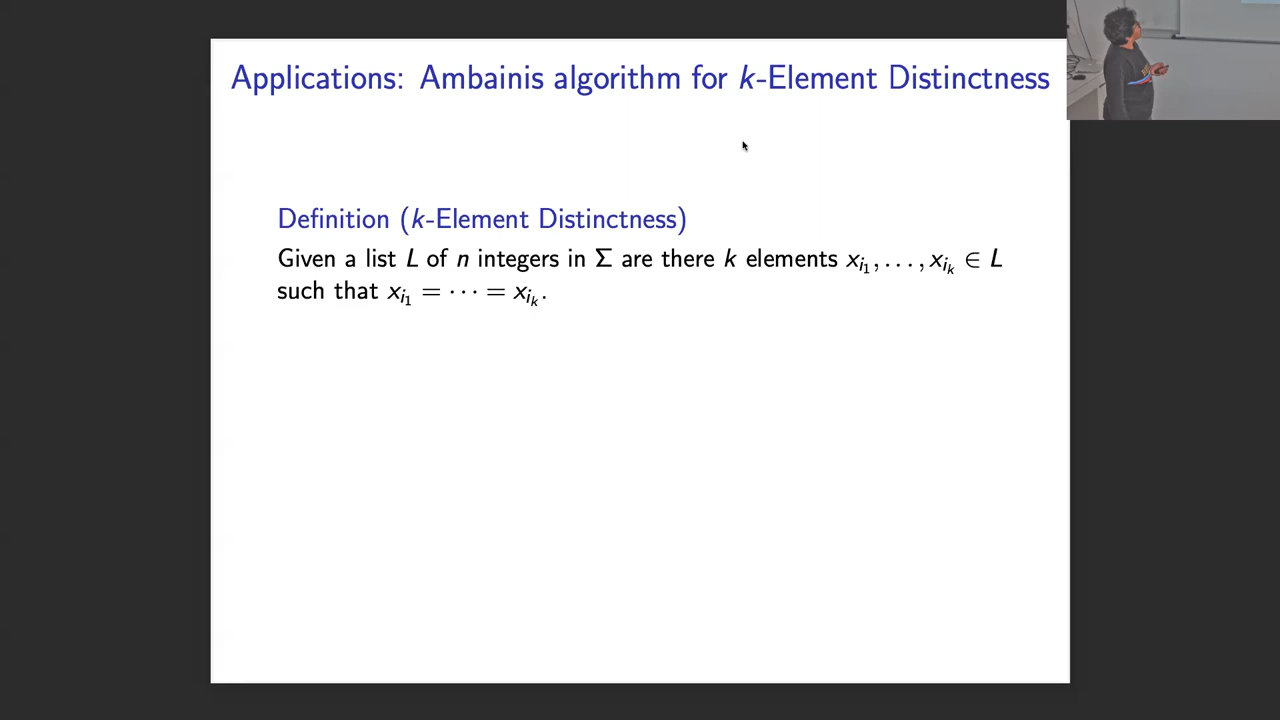 Applications: Ambainis algorithm for k-Element Distinctness
Definition (k-Element Distinctness)
Given a list L of n integers in Σ are there k elements x_{i_1}, . . . , x_{i_k} ∈ L
such that x_{i_1} = · · · = x_{i_k}.